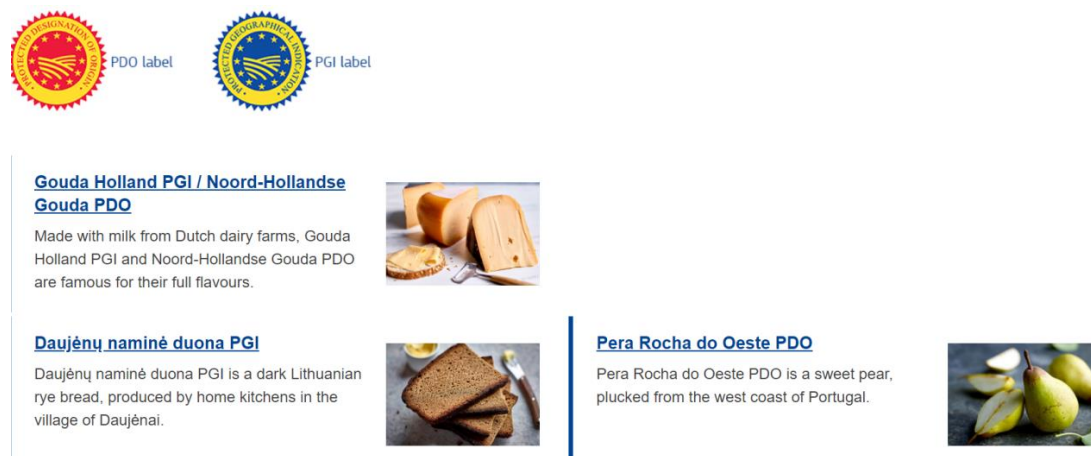 PROTECTED DESIGNATION OF ORIGIN
PDO label
PROTECTED GEOGRAPHICAL INDICATION
PGI label
Gouda Holland PGI / Noord-Hollandse
Gouda PDO
Made with milk from Dutch dairy farms, Gouda
Holland PGI and Noord-Hollandse Gouda PDO
are famous for their full flavours.
Daujėnų naminė duona PGI
Daujėnų naminė duona PGI is a dark Lithuanian
rye bread, produced by home kitchens in the
village of Daujėnai.
Pera Rocha do Oeste PDO
Pera Rocha do Oeste PDO is a sweet pear,
plucked from the west coast of Portugal.